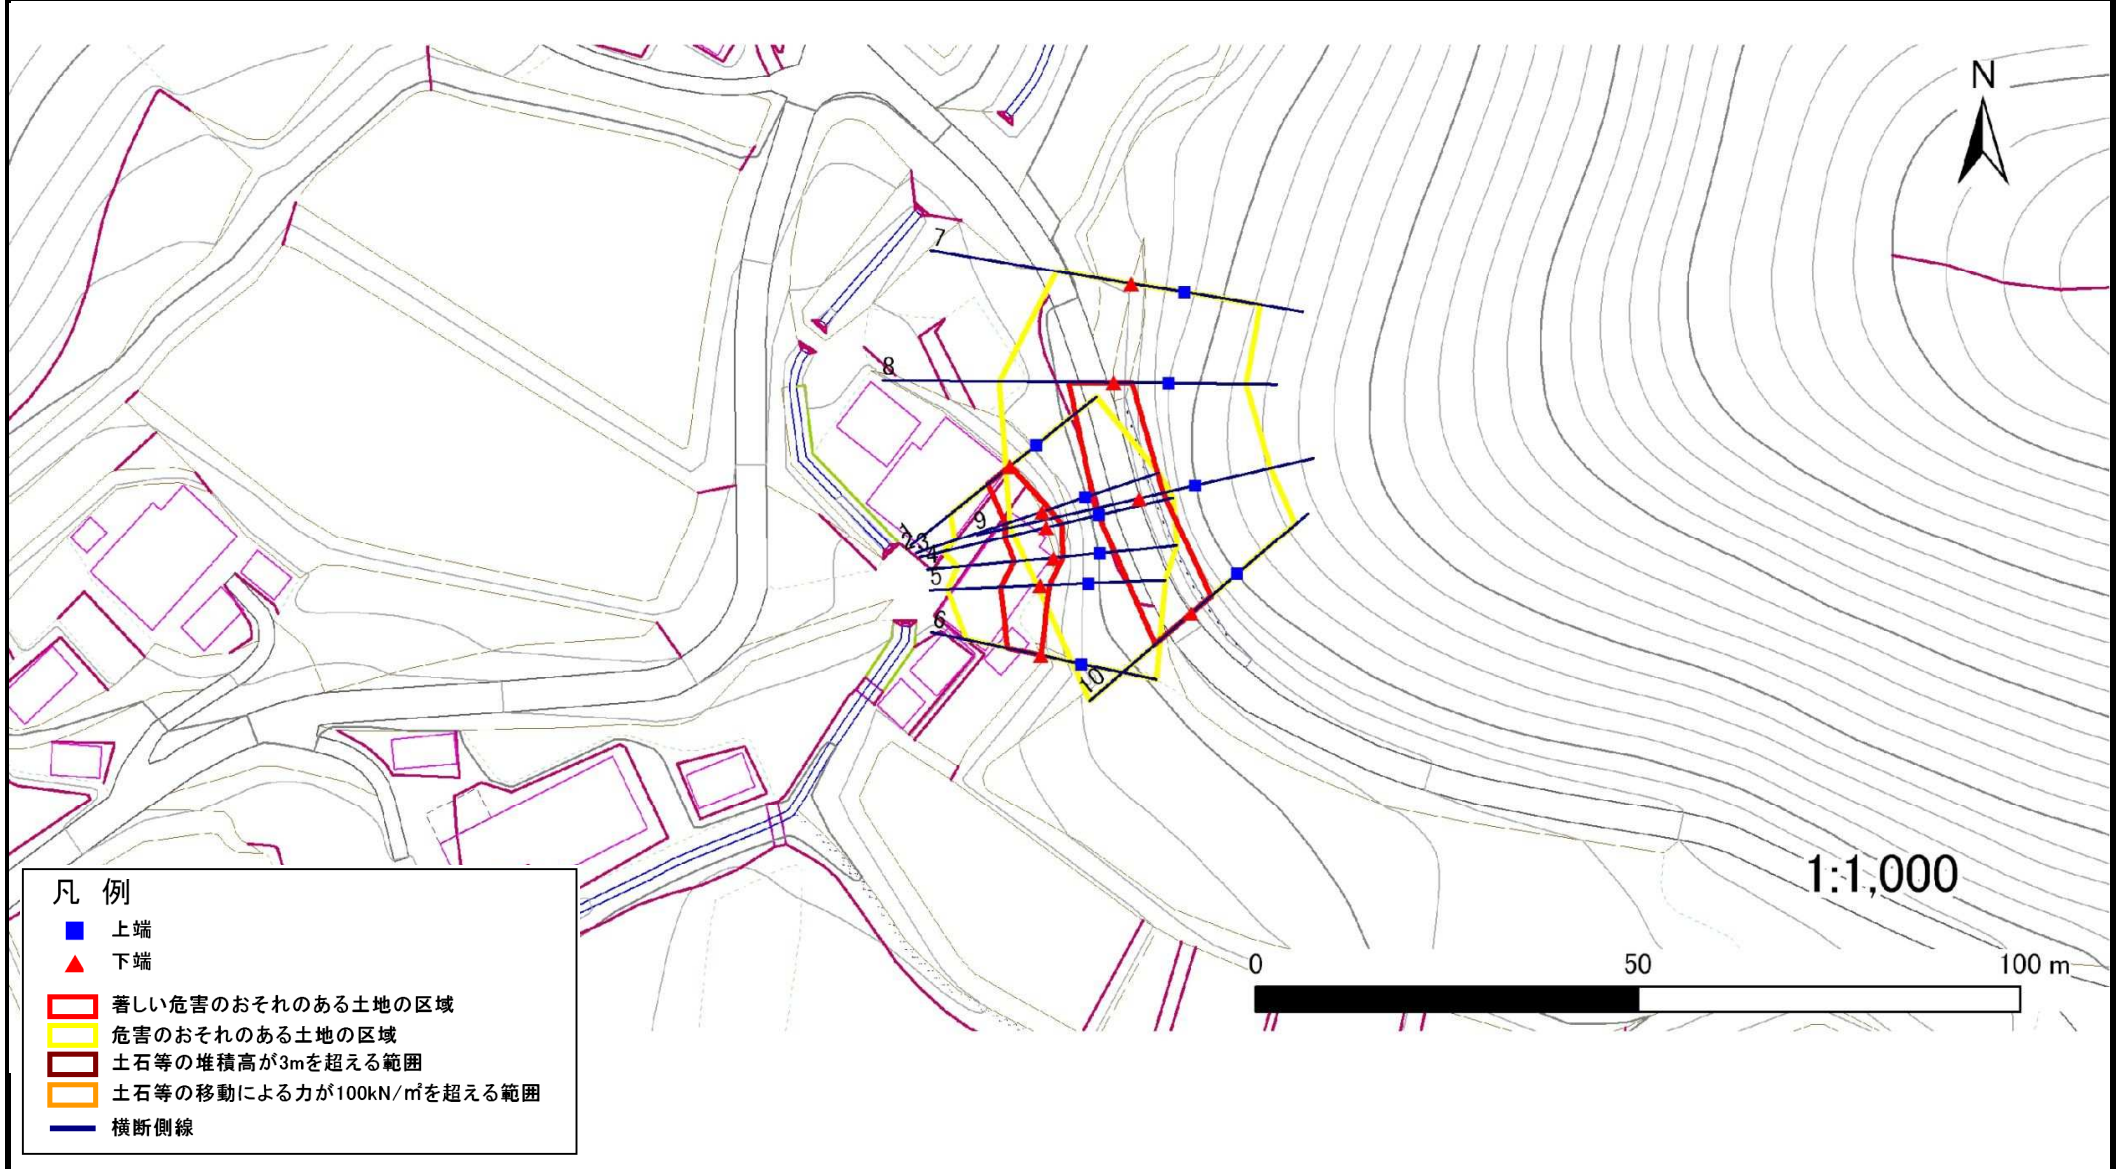 N
7
8
9
1
2
3
4
5
6
10
1:1,000
0 50 100 m
凡 例
上端
下端
著しい危害のおそれのある土地の区域
危害のおそれのある土地の区域
土石等の堆積高が3mを超える範囲
土石等の移動による力が100kN/㎡を超える範囲
横断側線